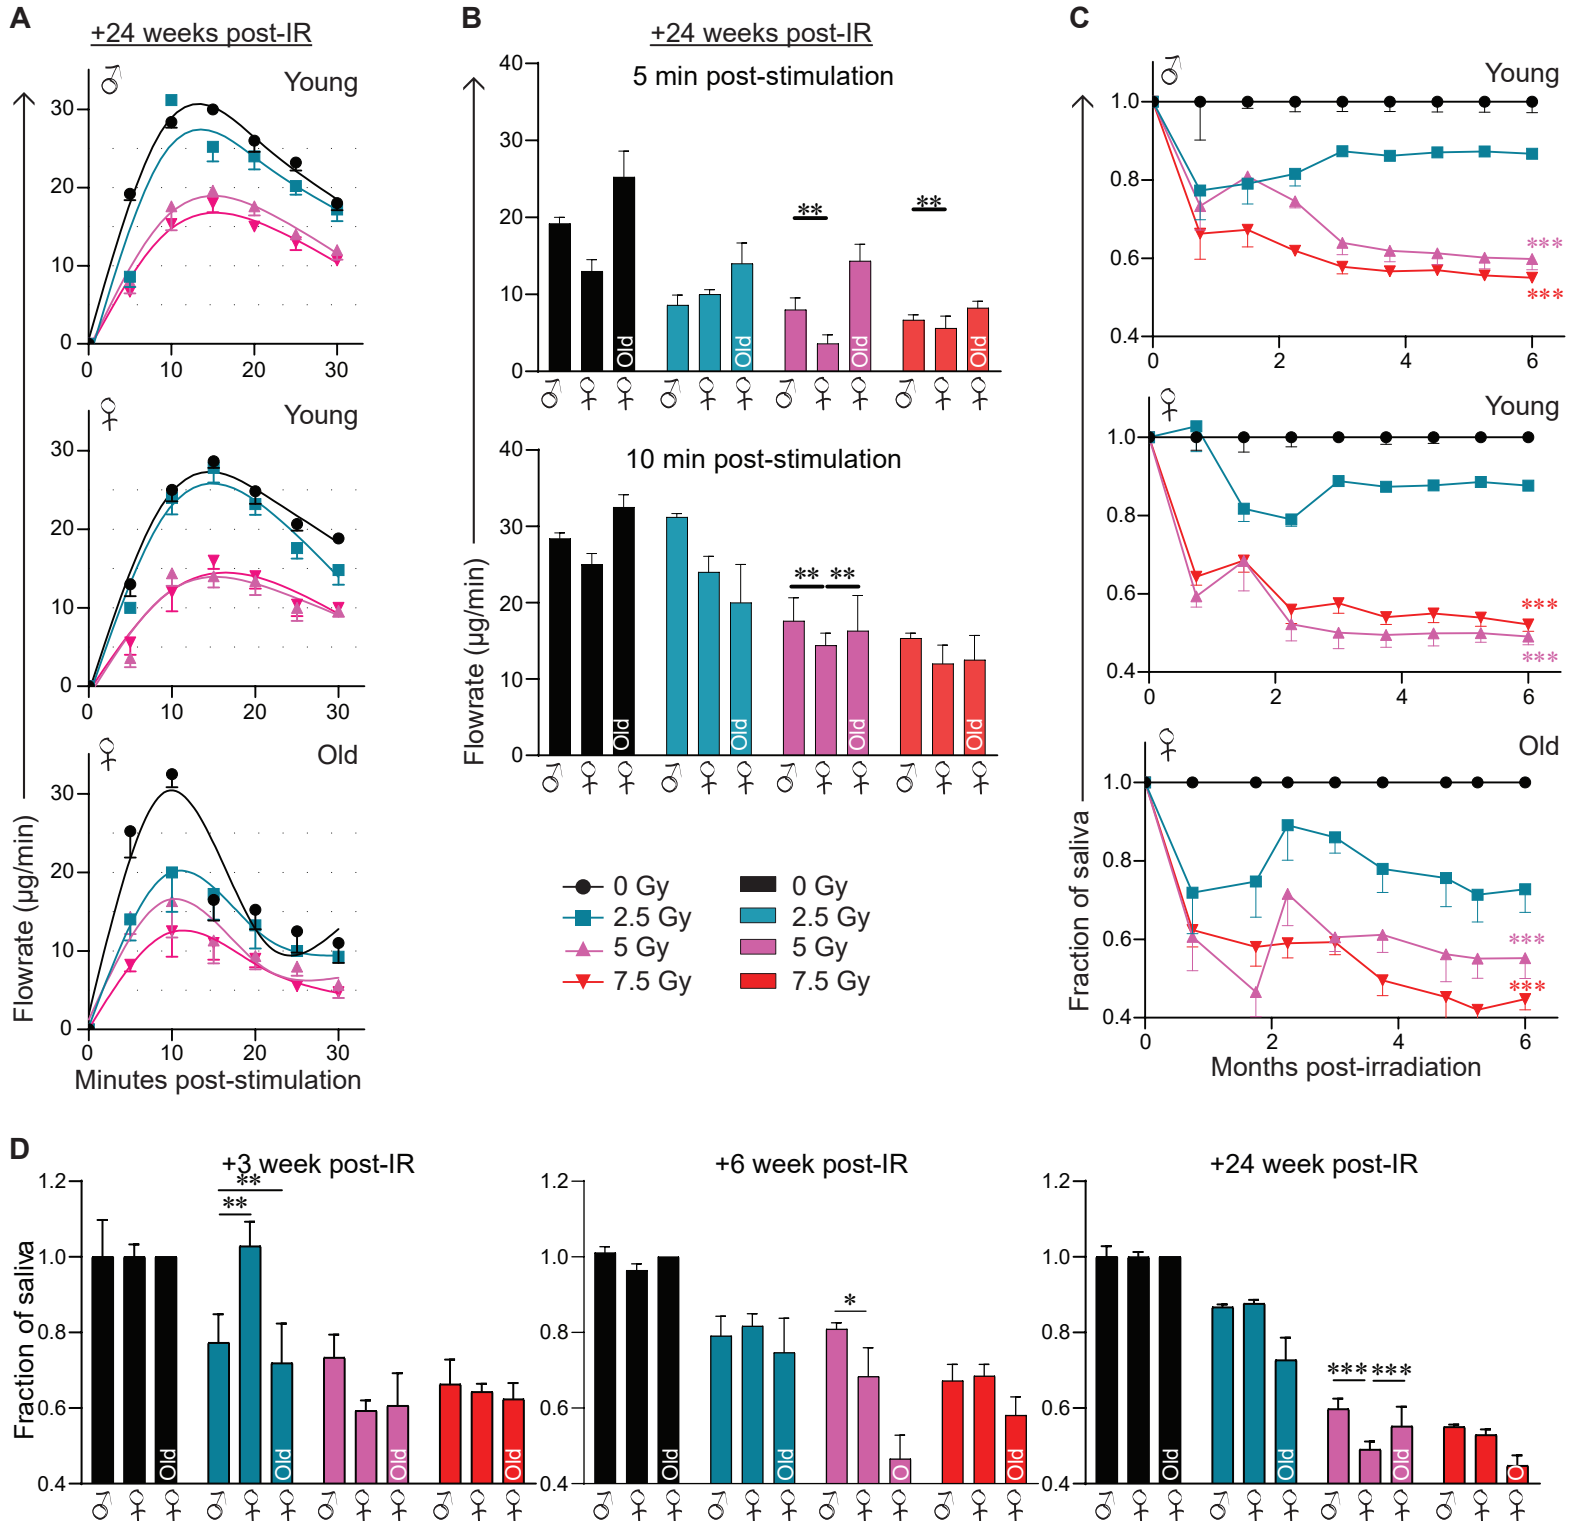 A
+24 weeks post-IR
♂ Young
30
20
10
0
0 10 20 30
♀ Young
30
20
10
0
0 10 20 30
♀ Old
30
20
10
0
0 10 20 30
Flowrate (µg/min)
Minutes post-stimulation
B
+24 weeks post-IR
5 min post-stimulation
40
30
20
10
0
** **
Old Old Old Old
♂ ♀ ♀ ♂ ♀ ♀ ♂ ♀ ♀ ♂ ♀ ♀
10 min post-stimulation
40
30
20
10
0
** **
Old Old Old Old
♂ ♀ ♀ ♂ ♀ ♀ ♂ ♀ ♀ ♂ ♀ ♀
Flowrate (µg/min)
0 Gy 0 Gy
2.5 Gy 2.5 Gy
5 Gy 5 Gy
7.5 Gy 7.5 Gy
C
♂ Young
1.0
0.8
0.6
0.4
***
***
0 2 4 6
♀ Young
1.0
0.8
0.6
0.4
***
***
0 2 4 6
♀ Old
1.0
0.8
0.6
0.4
***
***
0 2 4 6
Fraction of saliva
Months post-irradiation
D
+3 week post-IR
1.2
1.0
0.8
0.6
0.4
**
**
Old Old Old Old
♂ ♀ ♀ ♂ ♀ ♀ ♂ ♀ ♀ ♂ ♀ ♀
Fraction of saliva
+6 week post-IR
1.2
1.0
0.8
0.6
0.4
*
Old Old O Old
♂ ♀ ♀ ♂ ♀ ♀ ♂ ♀ ♀ ♂ ♀ ♀
+24 week post-IR
1.2
1.0
0.8
0.6
0.4
*** ***
Old Old Old O
♂ ♀ ♀ ♂ ♀ ♀ ♂ ♀ ♀ ♂ ♀ ♀